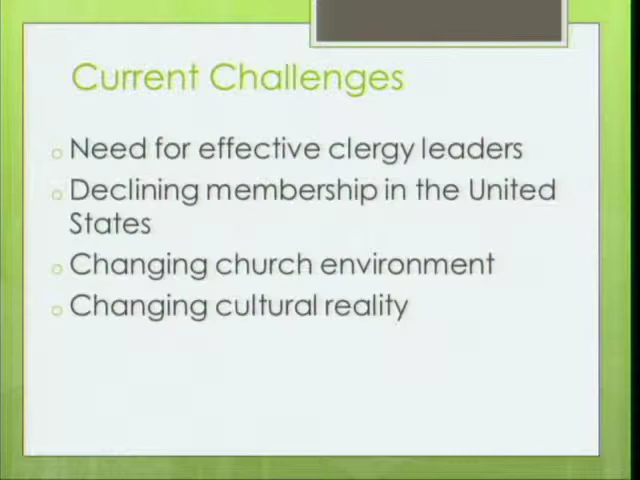 Current Challenges
Need for effective clergy leaders
Declining membership in the United
States
Changing church environment
Changing cultural reality